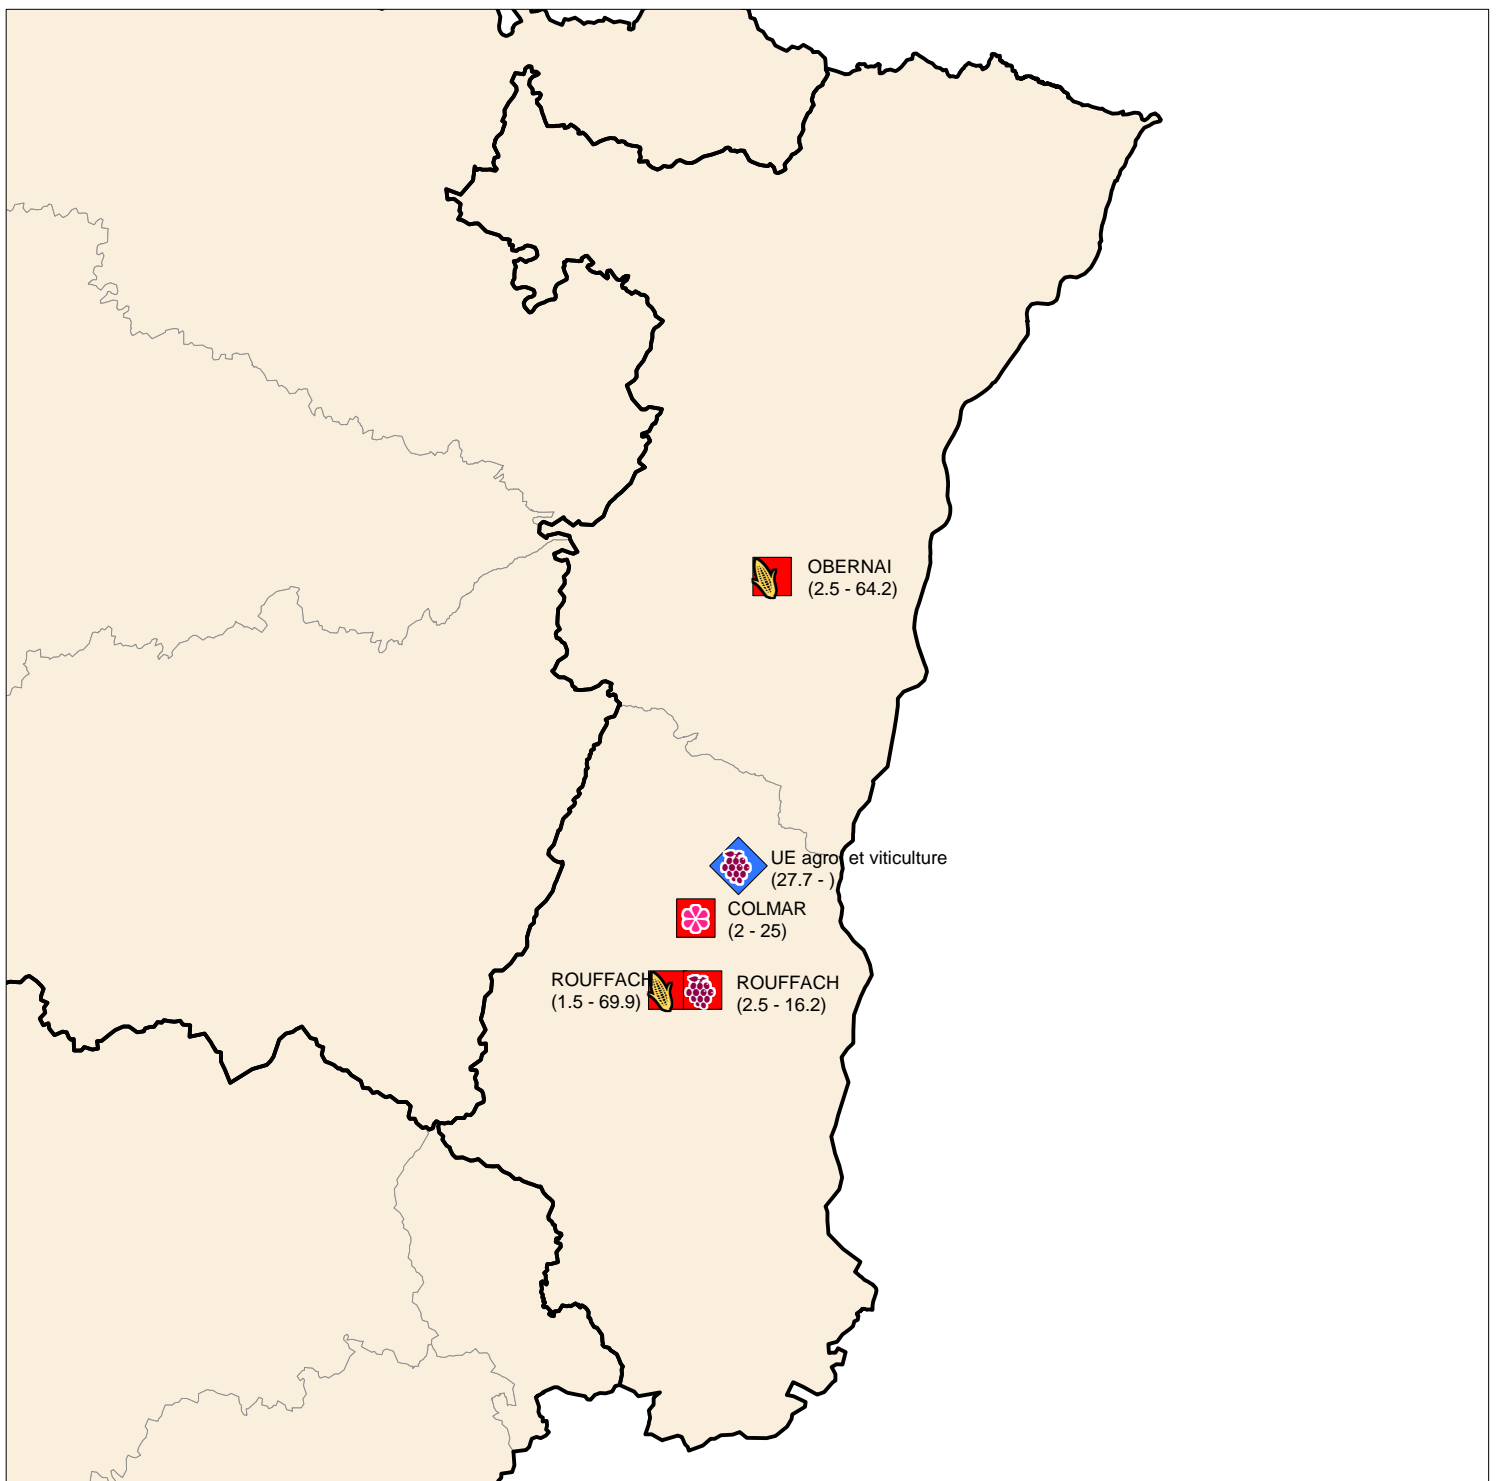 OBERNAI
(2.5 - 64.2)
UE agro. et viticulture
(27.7 - )
COLMAR
(2 - 25)
ROUFFACH
(1.5 - 69.9)
ROUFFACH
(2.5 - 16.2)